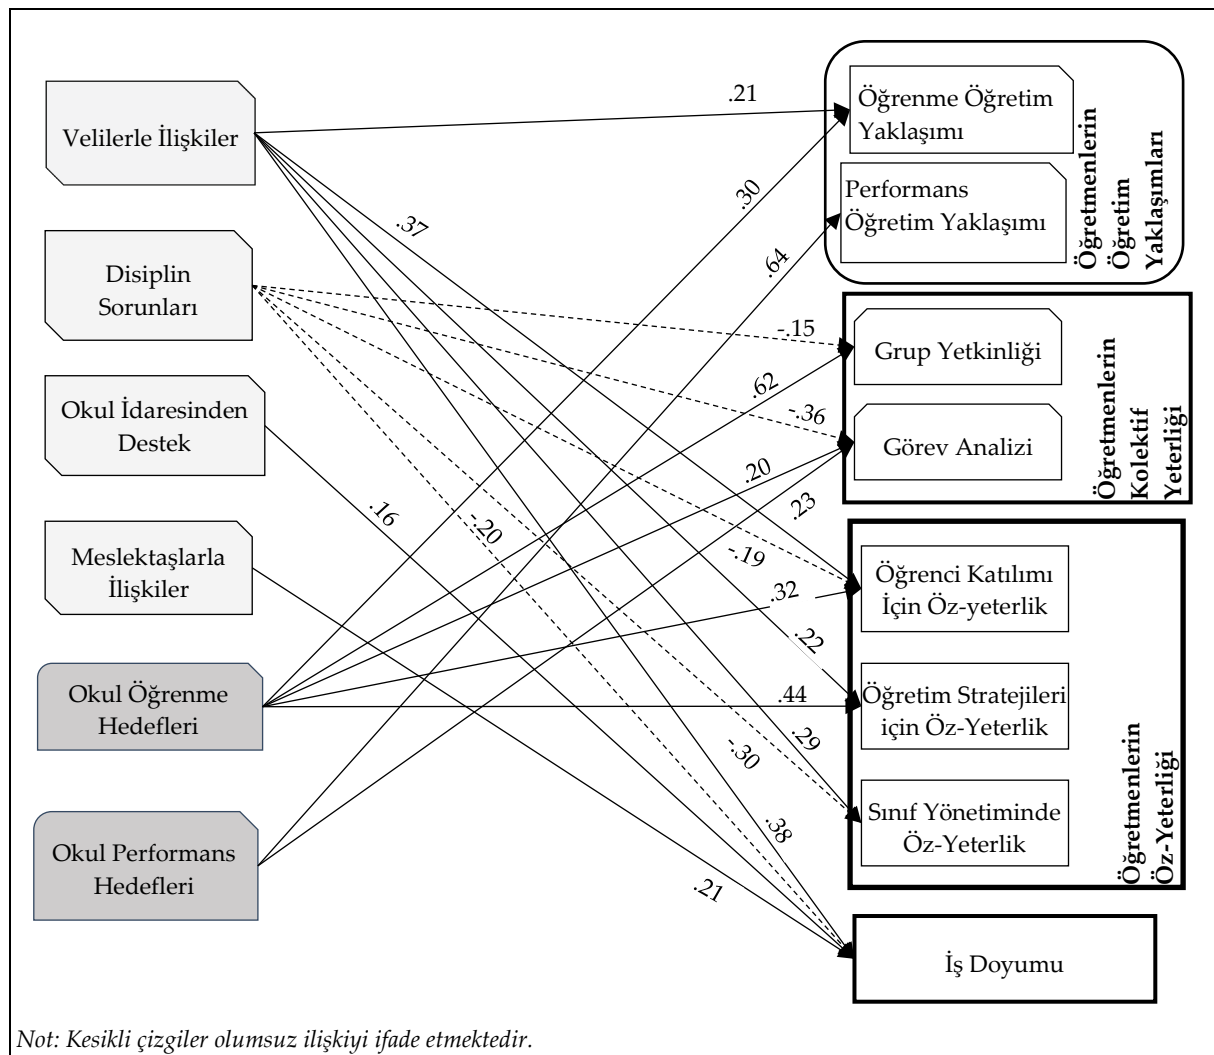 Velilerle İlişkiler
Disiplin
Sorunları
Okul İdaresinden
Destek
Meslektaşlarla
İlişkiler
Okul Öğrenme
Hedefleri
Okul Performans
Hedefleri
.21
.30
.37
.64
-.15
.62
-.36
.20
.23
.16
-.20
-.19
.32
.22
.44
.29
-.30
.38
.21
Öğrenme Öğretim
Yaklaşımı
Performans
Öğretim Yaklaşımı
Öğretmenlerin
Öğretim
Yaklaşımları
Grup Yetkinliği
Görev Analizi
Öğretmenlerin
Kolektif
Yeterliği
Öğrenci Katılımı
İçin Öz-yeterlik
Öğretim Stratejileri
için Öz-Yeterlik
Sınıf Yönetiminde
Öz-Yeterlik
Öğretmenlerin
Öz-Yeterliği
İş Doyumu
Not: Kesikli çizgiler olumsuz ilişkiyi ifade etmektedir.